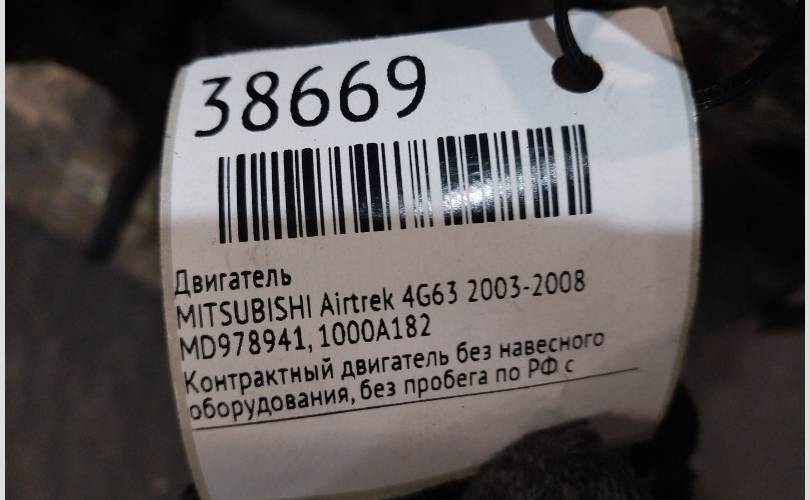 38669
Двигатель
MITSUBISHI Airtrek 4G63 2003-2008
MD978941, 1000A182
Контрактный двигатель без навесного
оборудования, без пробега по РФ с